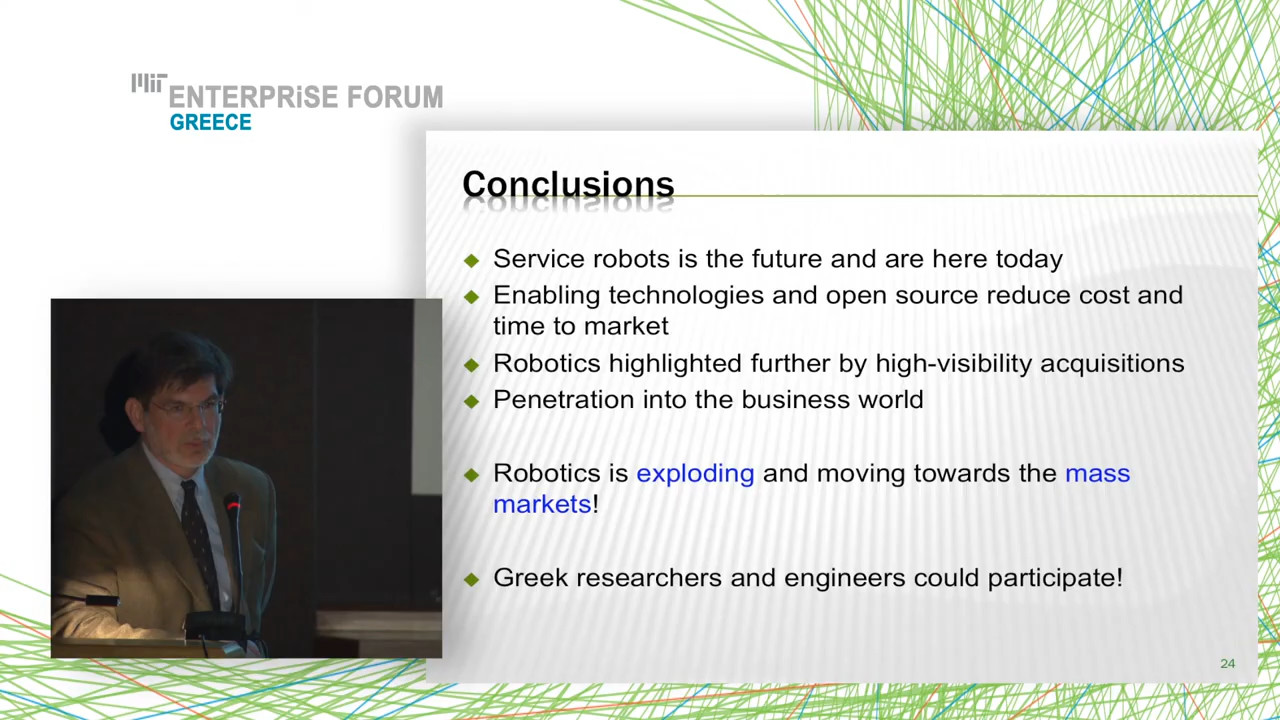 MIT
ENTERPRiSE FORUM
GREECE
Conclusions
Service robots is the future and are here today
Enabling technologies and open source reduce cost and
time to market
Robotics highlighted further by high-visibility acquisitions
Penetration into the business world
Robotics is exploding and moving towards the mass
markets!
Greek researchers and engineers could participate!
24